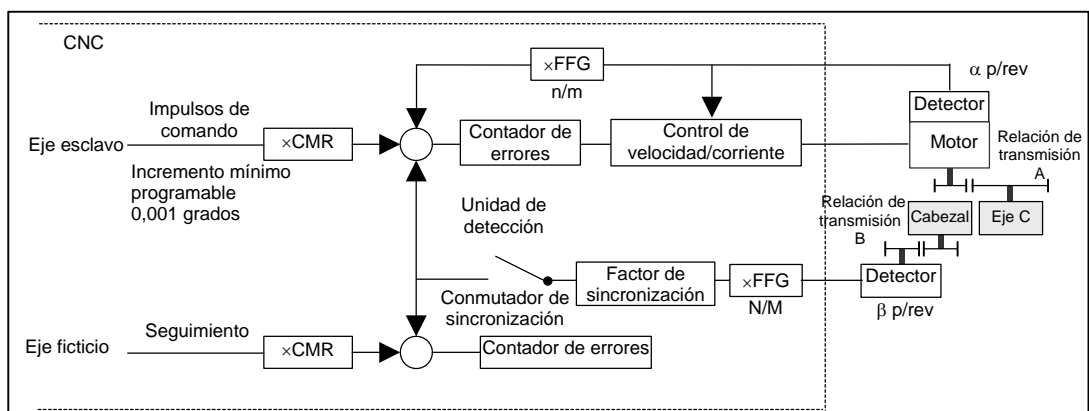 CNC
×FFG
n/m
α p/rev
Detector
Impulsos de
comando
Eje esclavo
×CMR
Contador de
errores
Control de
velocidad/corriente
Motor
Relación de
transmisión
A
Incremento mínimo
programable
0,001 grados
Unidad de
detección
Relación de
transmisión
B
Cabezal
Eje C
Factor de
sincronización
×FFG
N/M
Detector
β p/rev
Conmutador de
sincronización
Seguimiento
Eje ficticio
×CMR
Contador de errores